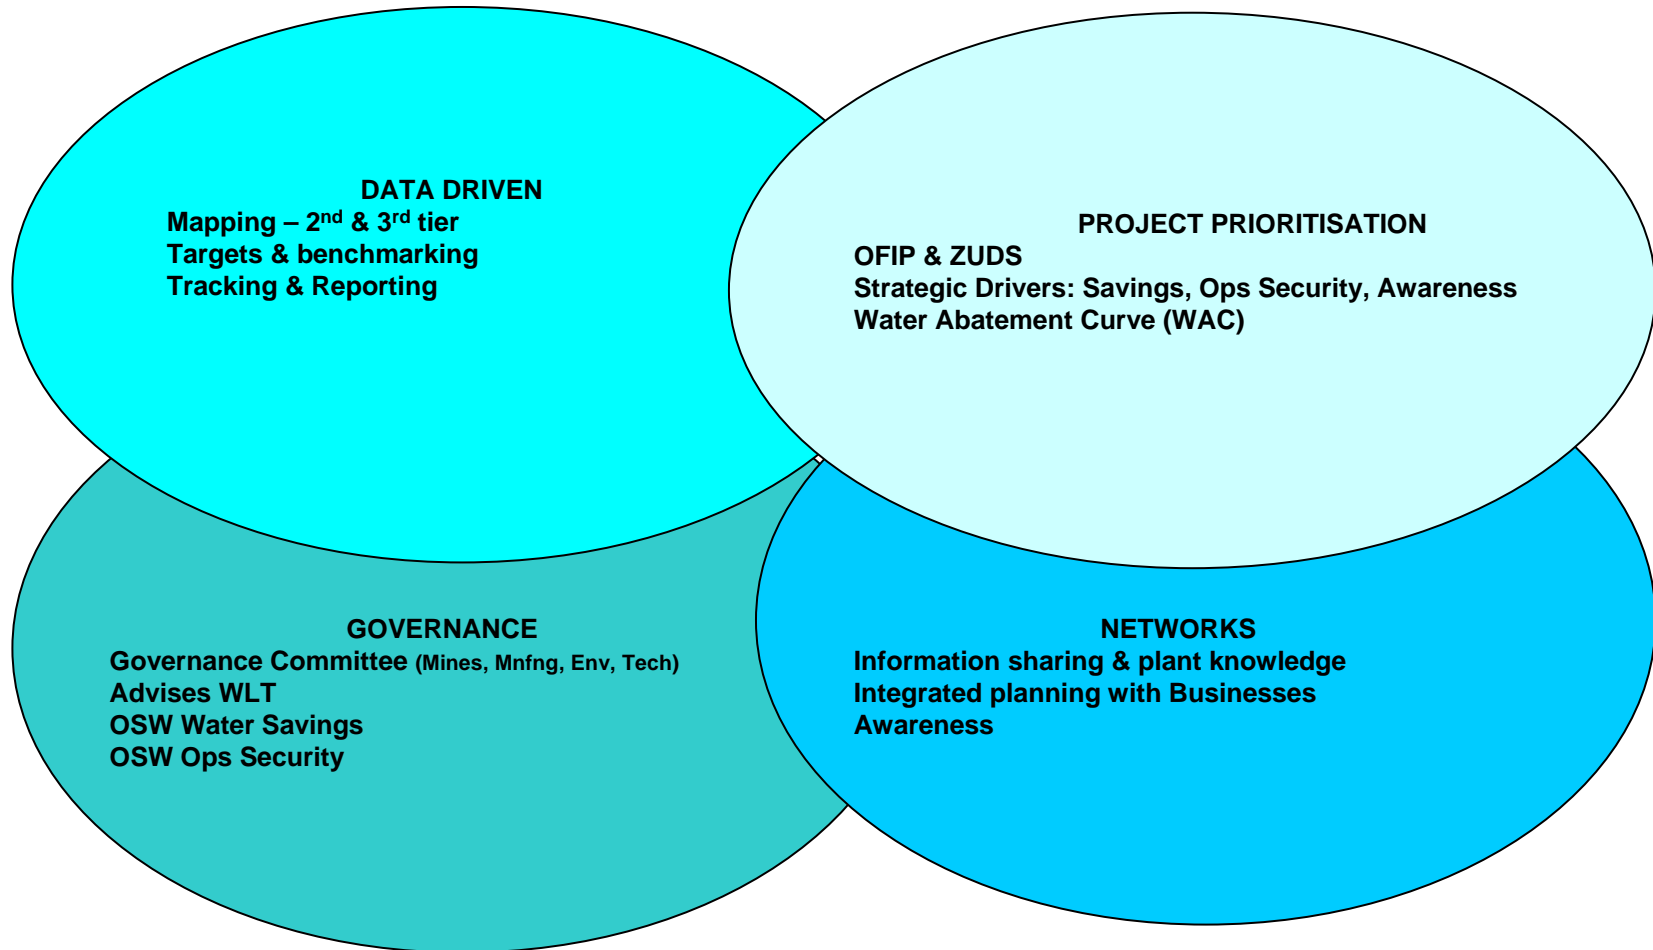 DATA DRIVEN
Mapping – 2nd & 3rd tier
Targets & benchmarking
Tracking & Reporting
PROJECT PRIORITISATION
OFIP & ZUDS
Strategic Drivers: Savings, Ops Security, Awareness
Water Abatement Curve (WAC)
GOVERNANCE
Governance Committee (Mines, Mnfng, Env, Tech)
Advises WLT
OSW Water Savings
OSW Ops Security
NETWORKS
Information sharing & plant knowledge
Integrated planning with Businesses
Awareness